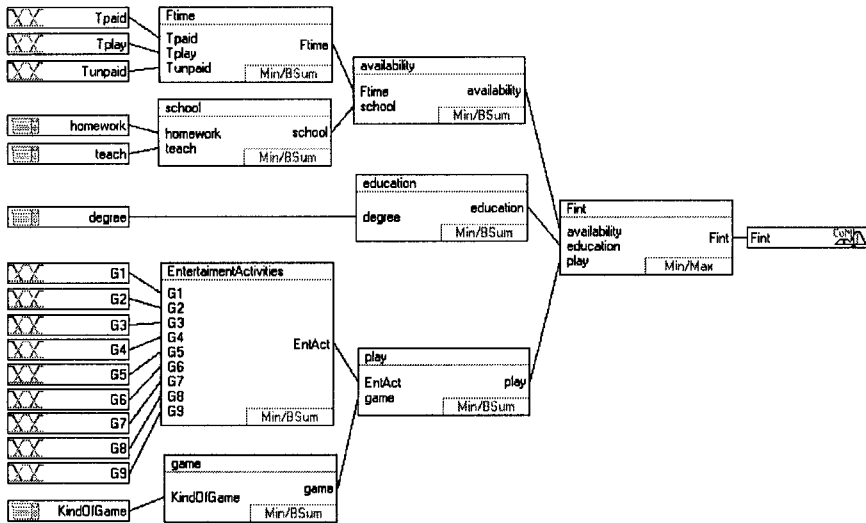 Tpaid
Tplay
Tunpaid
Ftime
Tpaid
Tplay
Tunpaid
Ftime
Min/BSum
homework
teach
school
homework
teach
school
Min/BSum
availability
Ftime
school
availability
Min/BSum
degree
education
degree
education
Min/BSum
G1
G2
G3
G4
G5
G6
G7
G8
G9
EntertaimentActivities
G1
G2
G3
G4
G5
G6
G7
G8
G9
EntAct
Min/BSum
KindOfGame
game
KindOfGame
game
Min/BSum
play
EntAct
game
play
Min/BSum
Fint
availability
education
play
Fint
Min/Max
Fint
CoM